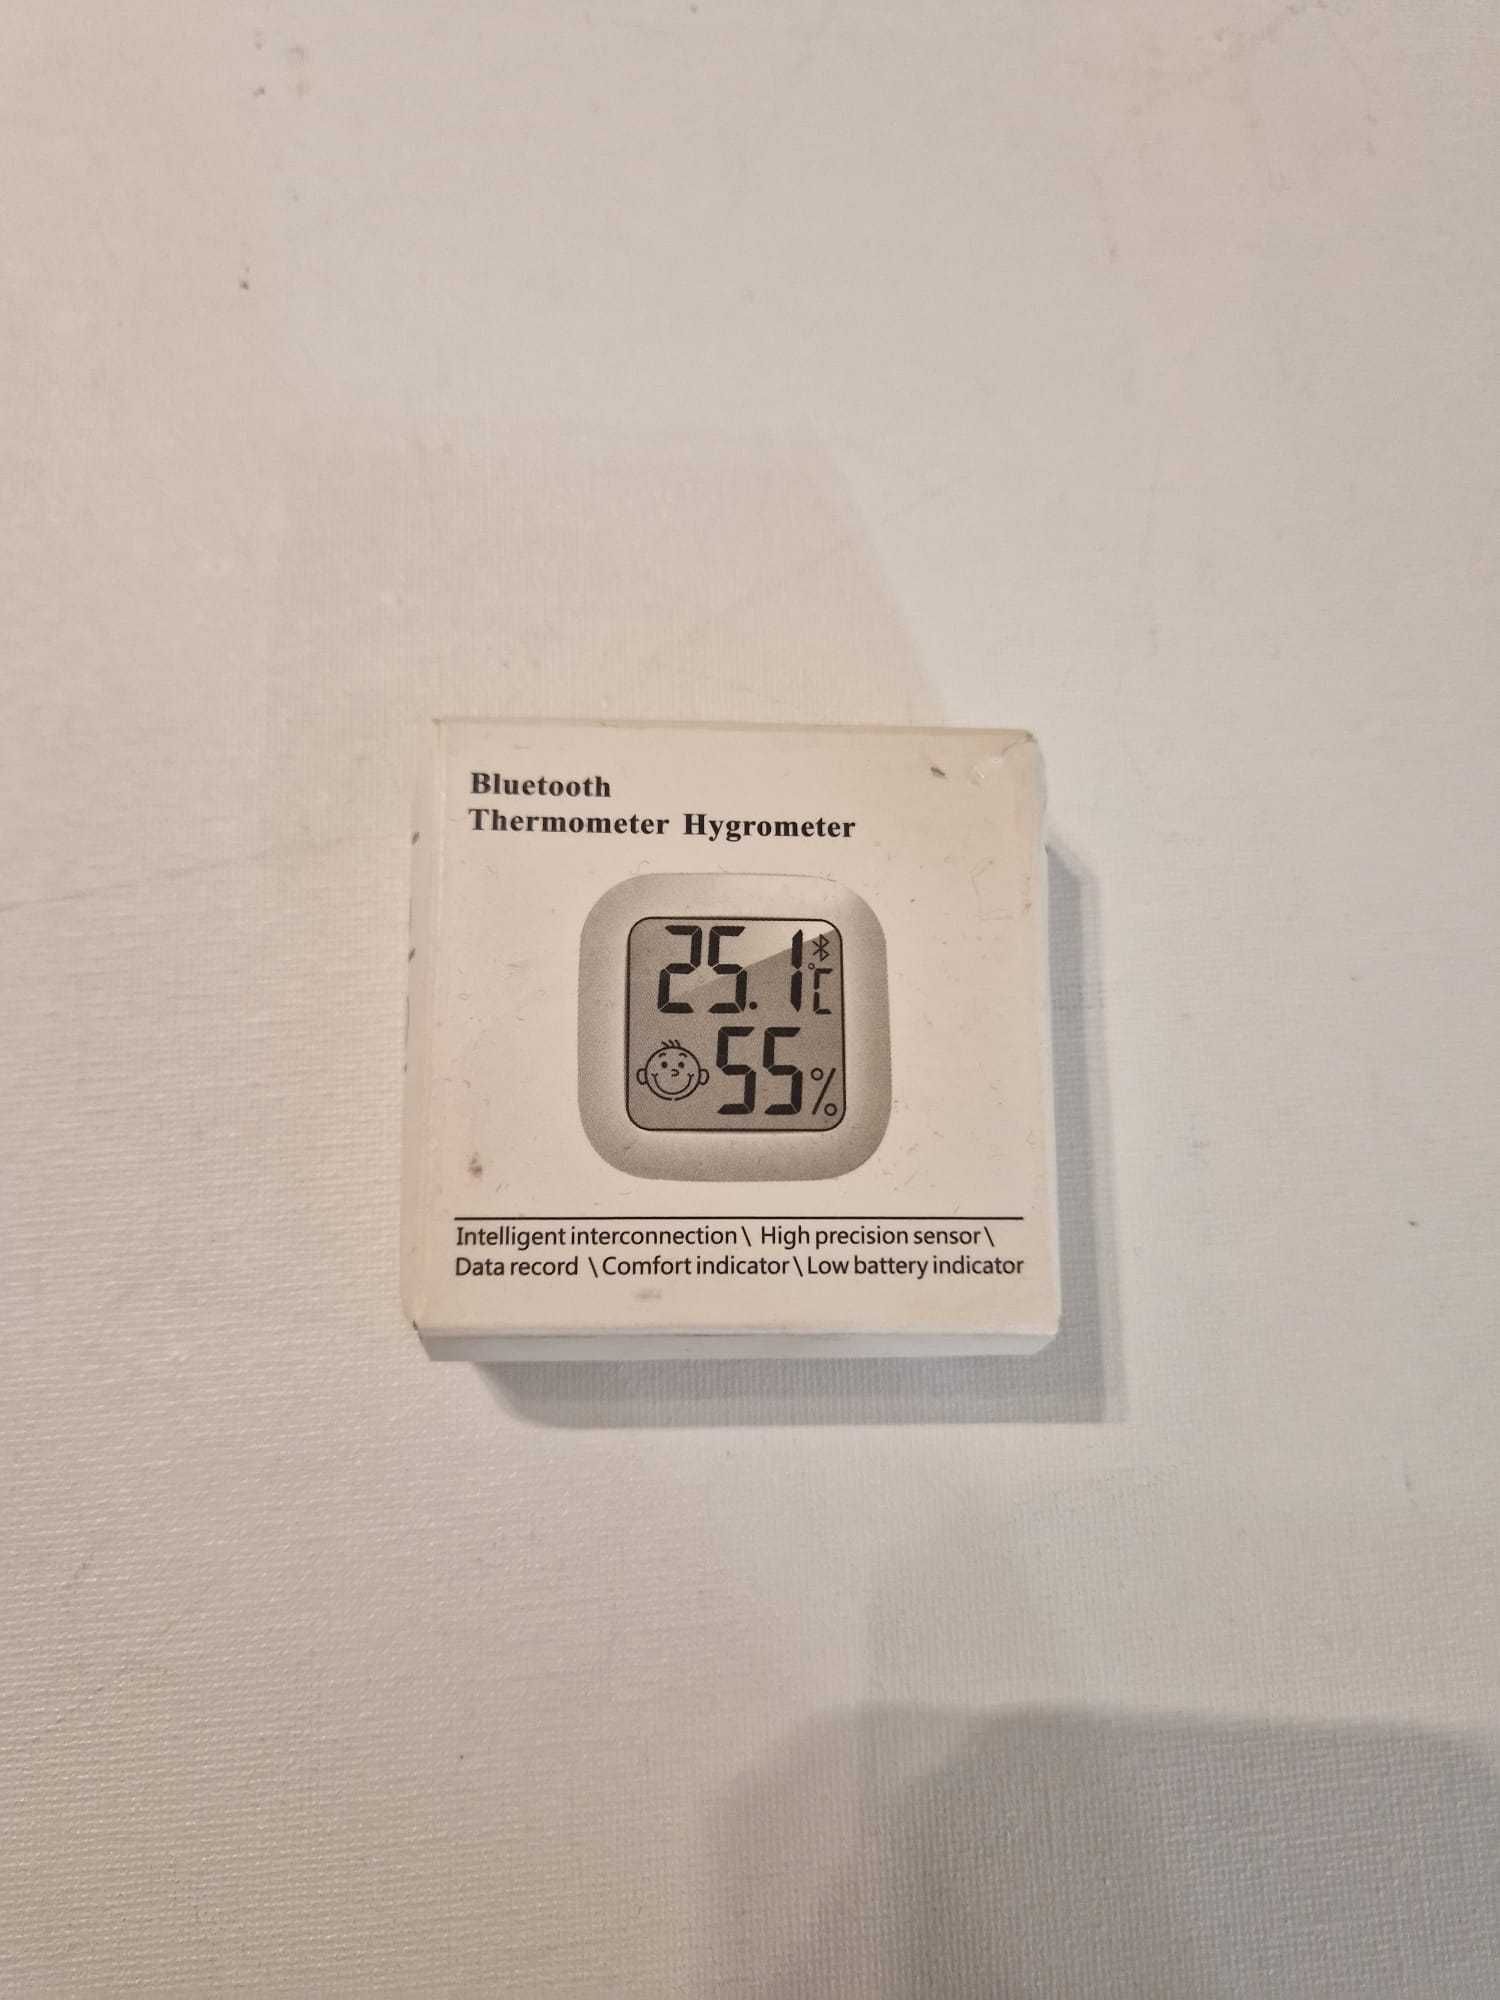 Bluetooth
Thermometer Hygrometer
25.1 °C
55%
Intelligent interconnection \ High precision sensor \
Data record \ Comfort indicator \ Low battery indicator